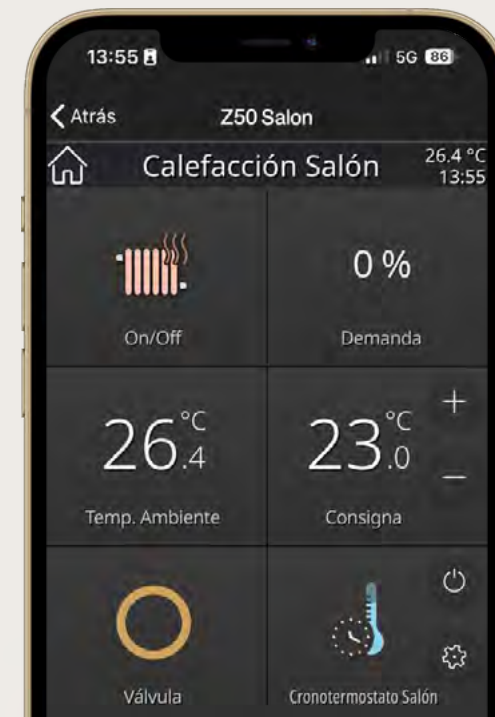 13:55 5G 86
Atrás Z50 Salon
Calefacción Salón 26.4 °C
13:55
On/Off
0 %
Demanda
26.4 °C
Temp. Ambiente
23.0 °C
+
−
Consigna
Válvula
Cronotermostato Salón